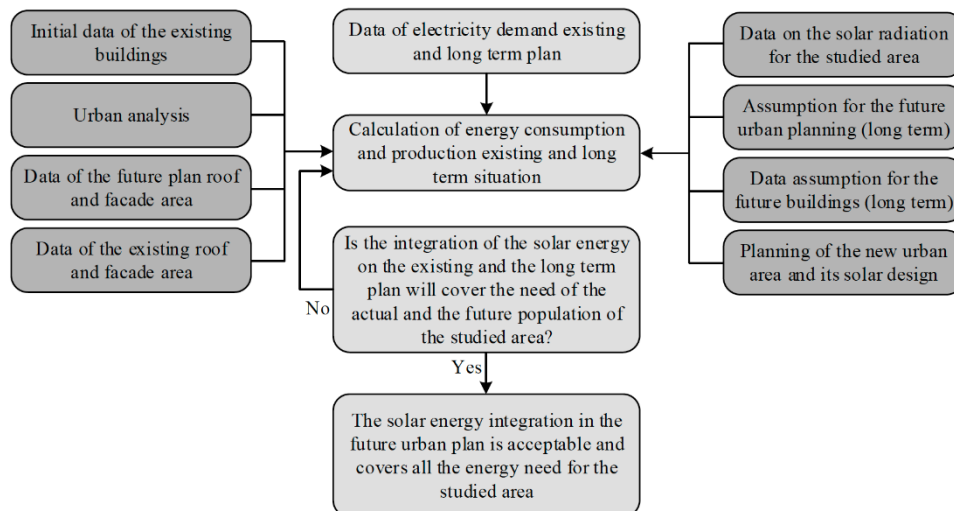 Initial data of the existing
buildings
Urban analysis
Data of the future plan roof
and facade area
Data of the existing roof
and facade area
Data of electricity demand existing
and long term plan
Calculation of energy consumption
and production existing and long
term situation
Is the integration of the solar energy
on the existing and the long term
plan will cover the need of the
actual and the future population of
the studied area?
No
Yes
The solar energy integration in the
future urban plan is acceptable and
covers all the energy need for the
studied area
Data on the solar radiation
for the studied area
Assumption for the future
urban planning (long term)
Data assumption for the
future buildings (long term)
Planning of the new urban
area and its solar design